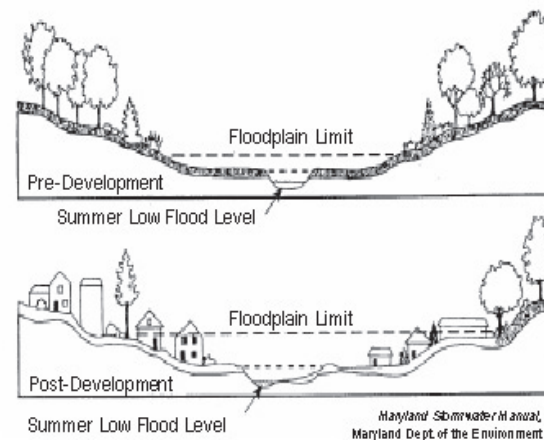 Floodplain Limit
Pre-Development
Summer Low Flood Level
Floodplain Limit
Post-Development
Summer Low Flood Level
Maryland Stormwater Manual,
Maryland Dept. of the Environment